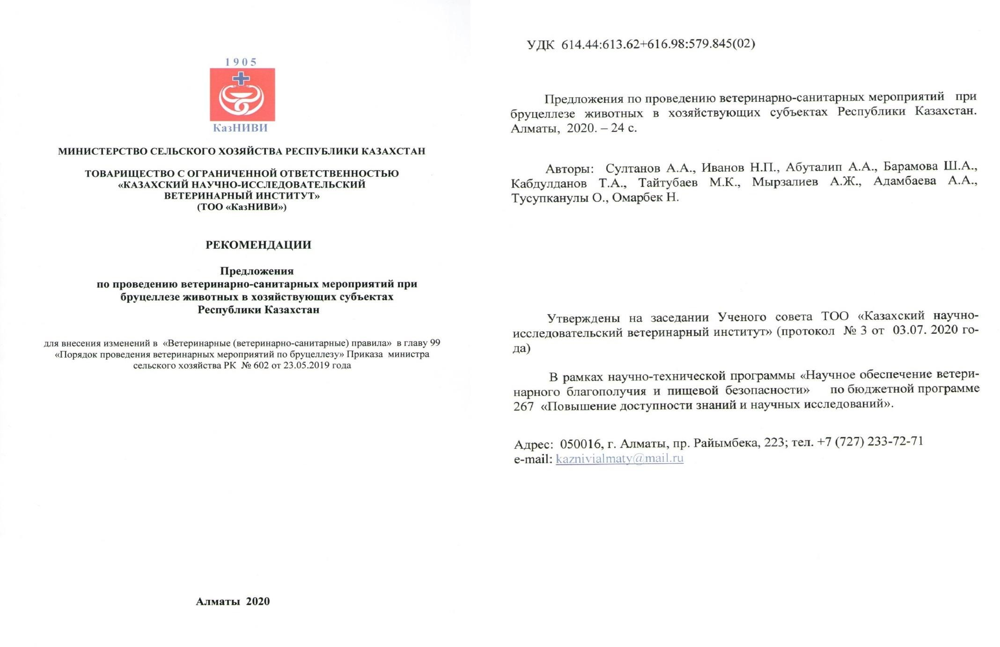 1905
КазНИВИ
МИНИСТЕРСТВО СЕЛЬСКОГО ХОЗЯЙСТВА РЕСПУБЛИКИ КАЗАХСТАН
ТОВАРИЩЕСТВО С ОГРАНИЧЕННОЙ ОТВЕТСТВЕННОСТЬЮ
«КАЗАХСКИЙ НАУЧНО-ИССЛЕДОВАТЕЛЬСКИЙ
ВЕТЕРИНАРНЫЙ ИНСТИТУТ»
(ТОО «КазНИВИ»)
РЕКОМЕНДАЦИИ
Предложения
по проведению ветеринарно-санитарных мероприятий при
бруцеллезе животных в хозяйствующих субъектах
Республики Казахстан
для внесения изменений в «Ветеринарные (ветеринарно-санитарные) правила» в главу 99
«Порядок проведения ветеринарных мероприятий по бруцеллезу» Приказа министра
сельского хозяйства РК № 602 от 23.05.2019 года
Алматы 2020
УДК 614.44:613.62+616.98:579.845(02)
Предложения по проведению ветеринарно-санитарных мероприятий при
бруцеллезе животных в хозяйствующих субъектах Республики Казахстан.
Алматы, 2020. – 24 с.
Авторы: Султанов А.А., Иванов Н.П., Абуталип А.А., Барамова Ш.А.,
Кабдулданов Т.А., Тайтубаев М.К., Мырзалиев А.Ж., Адамбаева А.А.,
Тусупканулы О., Омарбек Н.
Утверждены на заседании Ученого совета ТОО «Казахский научно-
исследовательский ветеринарный институт» (протокол № 3 от 03.07. 2020 го-
да)
В рамках научно-технической программы «Научное обеспечение ветери-
нарного благополучия и пищевой безопасности» по бюджетной программе
267 «Повышение доступности знаний и научных исследований».
Адрес: 050016, г. Алматы, пр. Райымбека, 223; тел. +7 (727) 233-72-71
e-mail: kaznivialmaty@mail.ru